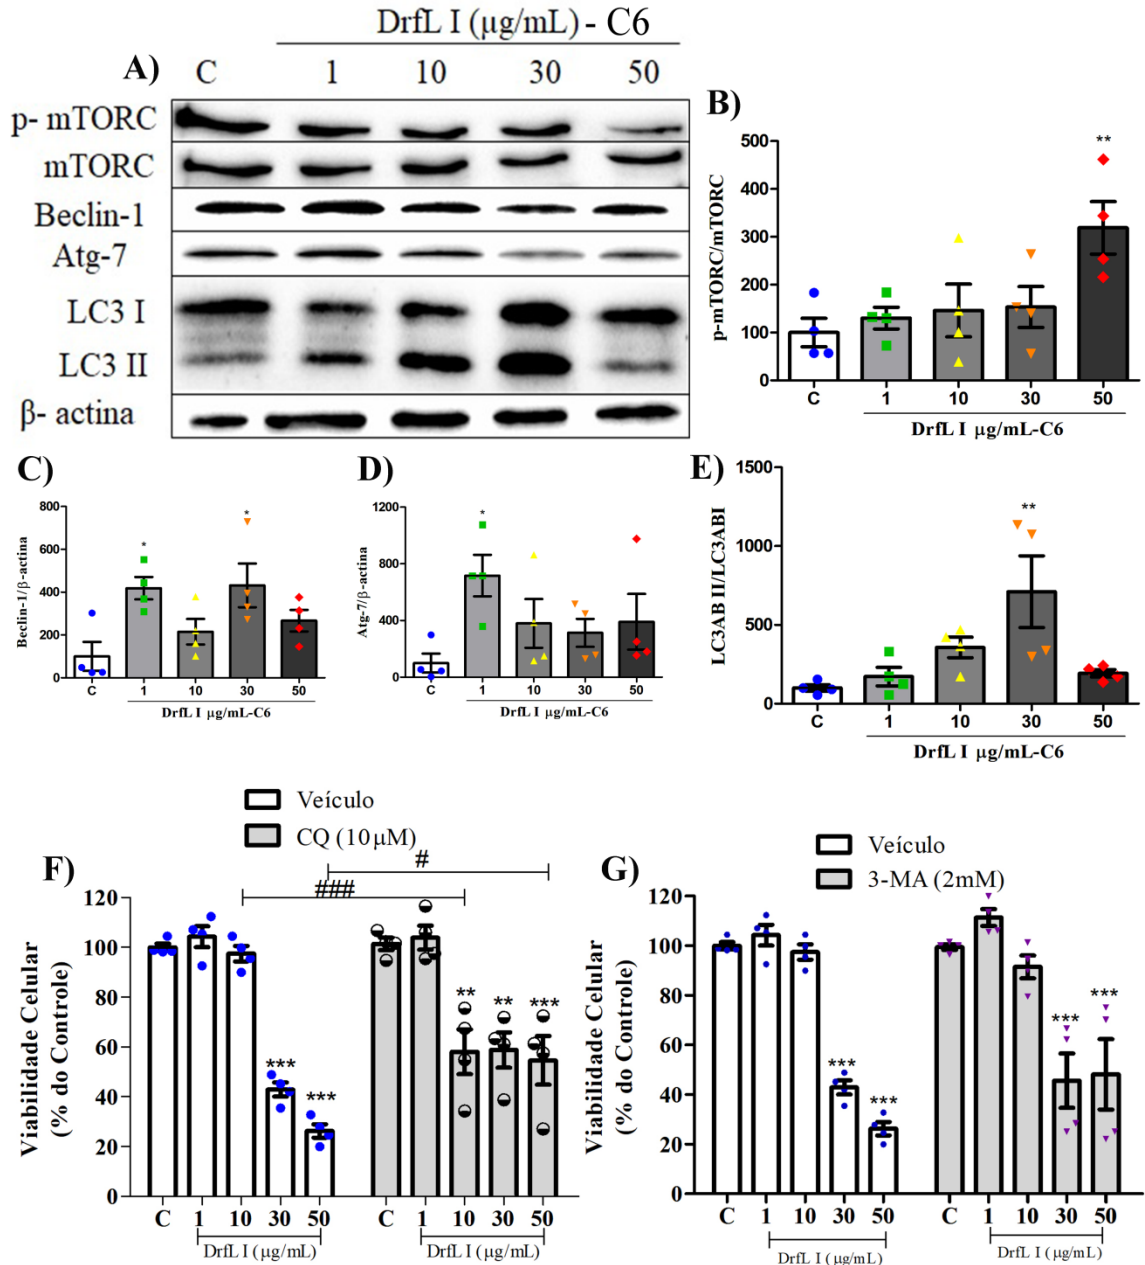 DrfL I (µg/mL) - C6
A) C 1 10 30 50
p- mTORC
mTORC
Beclin-1
Atg-7
LC3 I
LC3 II
β- actina
B)
p-mTORC/mTORC
500
400
300
200
100
0
**
C 1 10 30 50
DrfL I µg/mL-C6
C)
Beclin-1/β-actina
800
600
400
200
0
* *
C 1 10 30 50
DrfL I µg/mL-C6
D)
Atg-7/β-actina
1200
800
400
0
*
C 1 10 30 50
DrfL I µg/mL-C6
E)
LC3AB II/LC3ABI
1500
1000
500
0
**
C 1 10 30 50
DrfL I µg/mL-C6
F)
Veículo
CQ (10µM)
#
###
Viabilidade Celular
(% do Controle)
120
100
80
60
40
20
0
*** *** ** ** ***
C 1 10 30 50 C 1 10 30 50
DrfL I (µg/mL) DrfL I (µg/mL)
G)
Veículo
3-MA (2mM)
Viabilidade Celular
(% do Controle)
120
100
80
60
40
20
0
*** *** *** ***
C 1 10 30 50 C 1 10 30 50
DrfL I (µg/mL) DrfL I (µg/mL)